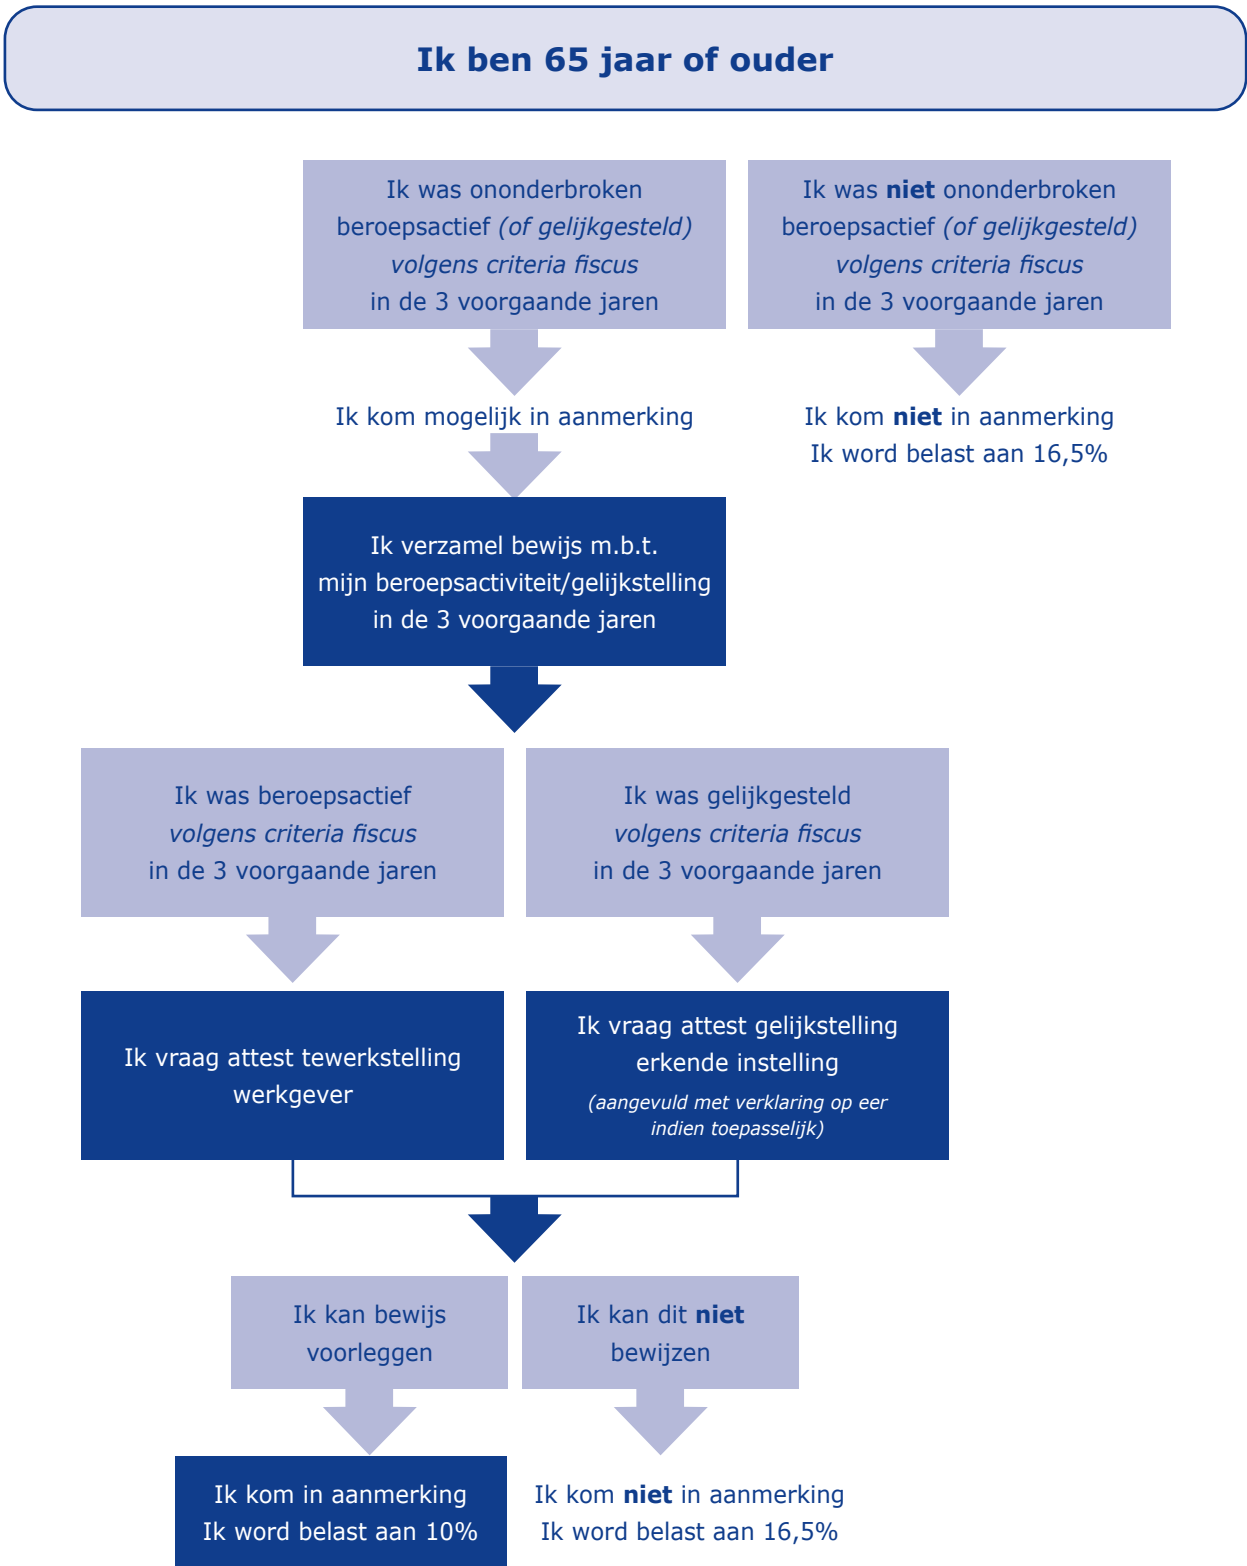 Ik ben 65 jaar of ouder
Ik was ononderbroken
beroepsactief (of gelijkgesteld)
volgens criteria fiscus
in de 3 voorgaande jaren
Ik was niet ononderbroken
beroepsactief (of gelijkgesteld)
volgens criteria fiscus
in de 3 voorgaande jaren
Ik kom mogelijk in aanmerking
Ik kom niet in aanmerking
Ik word belast aan 16,5%
Ik verzamel bewijs m.b.t.
mijn beroepsactiviteit/gelijkstelling
in de 3 voorgaande jaren
Ik was beroepsactief
volgens criteria fiscus
in de 3 voorgaande jaren
Ik was gelijkgesteld
volgens criteria fiscus
in de 3 voorgaande jaren
Ik vraag attest tewerkstelling
werkgever
Ik vraag attest gelijkstelling
erkende instelling
(aangevuld met verklaring op eer
indien toepasselijk)
Ik kan bewijs
voorleggen
Ik kan dit niet
bewijzen
Ik kom in aanmerking
Ik word belast aan 10%
Ik kom niet in aanmerking
Ik word belast aan 16,5%